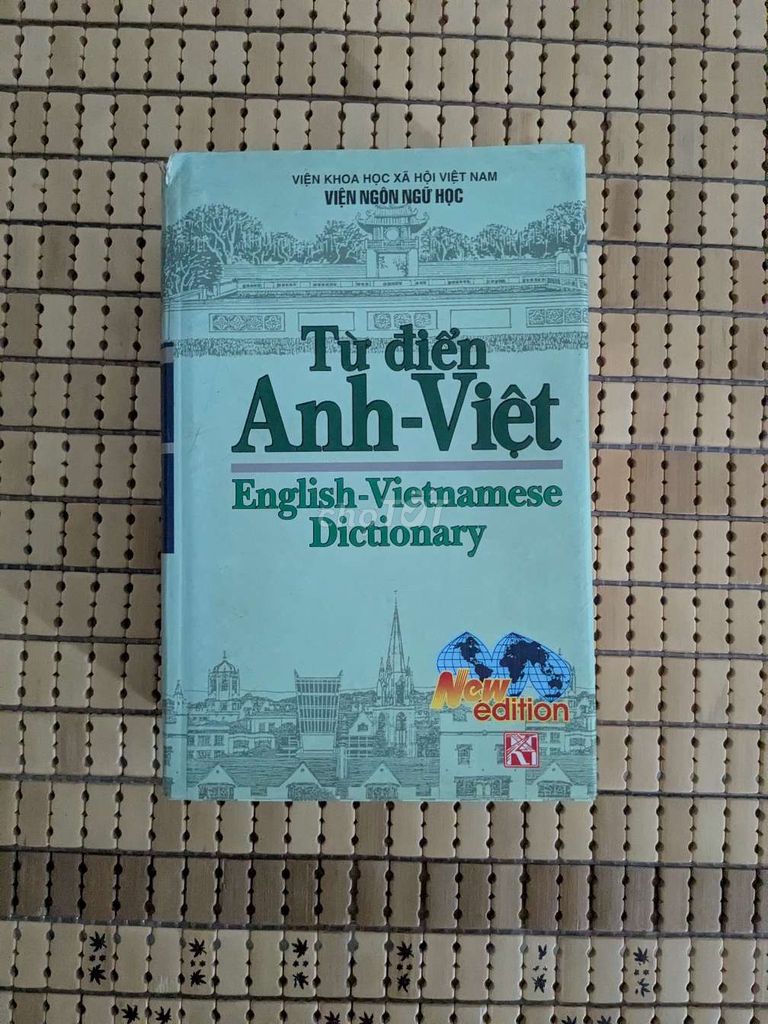 VIỆN KHOA HỌC XÃ HỘI VIỆT NAM
VIỆN NGÔN NGỮ HỌC
Từ điển
Anh-Việt
English-Vietnamese
chợTỐT
Dictionary
New
edition